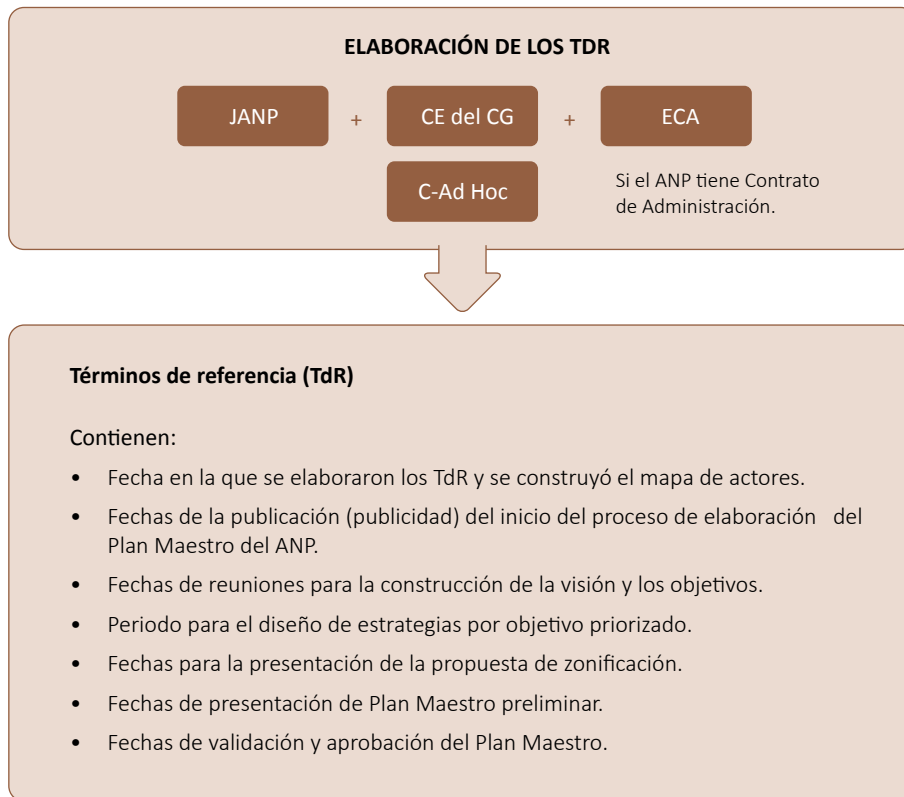 ELABORACIÓN DE LOS TDR
JANP + CE del CG + ECA
C-Ad Hoc
Si el ANP tiene Contrato
de Administración.
Términos de referencia (TdR)
Contienen:
• Fecha en la que se elaboraron los TdR y se construyó el mapa de actores.
• Fechas de la publicación (publicidad) del inicio del proceso de elaboración del
Plan Maestro del ANP.
• Fechas de reuniones para la construcción de la visión y los objetivos.
• Periodo para el diseño de estrategias por objetivo priorizado.
• Fechas para la presentación de la propuesta de zonificación.
• Fechas de presentación de Plan Maestro preliminar.
• Fechas de validación y aprobación del Plan Maestro.